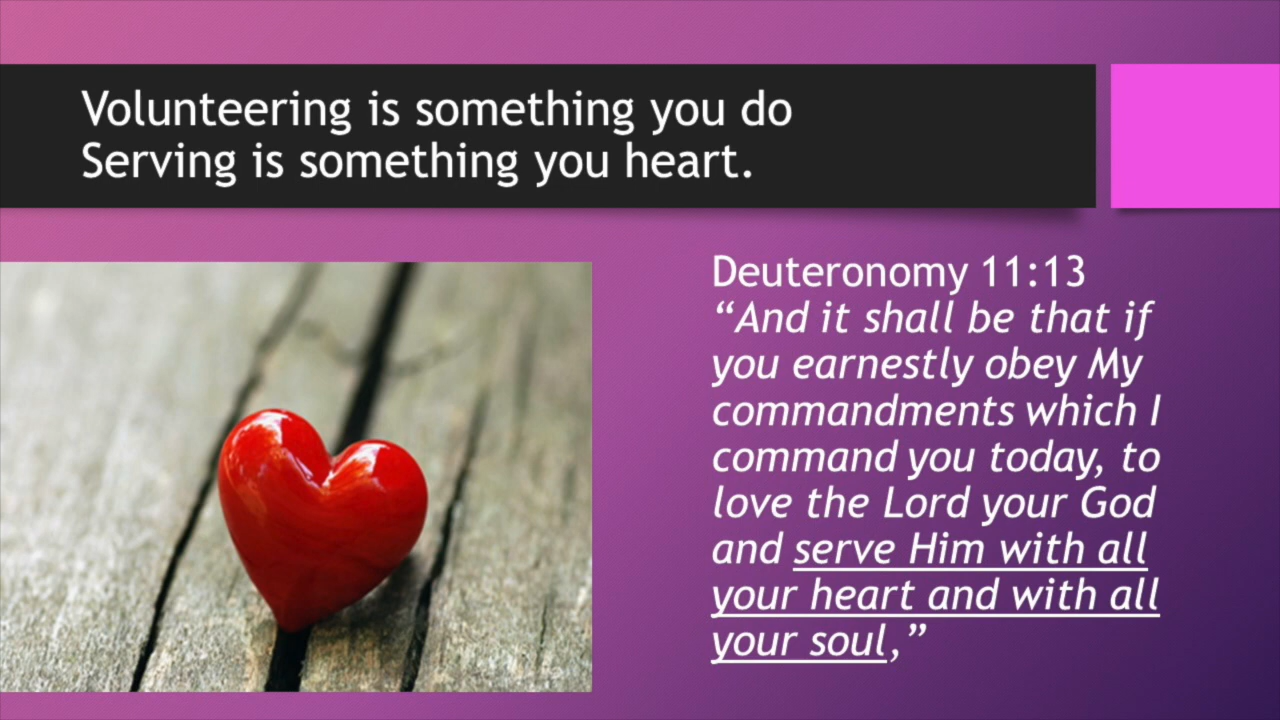 Volunteering is something you do
Serving is something you heart.
Deuteronomy 11:13
“And it shall be that if
you earnestly obey My
commandments which I
command you today, to
love the Lord your God
and serve Him with all
your heart and with all
your soul,”